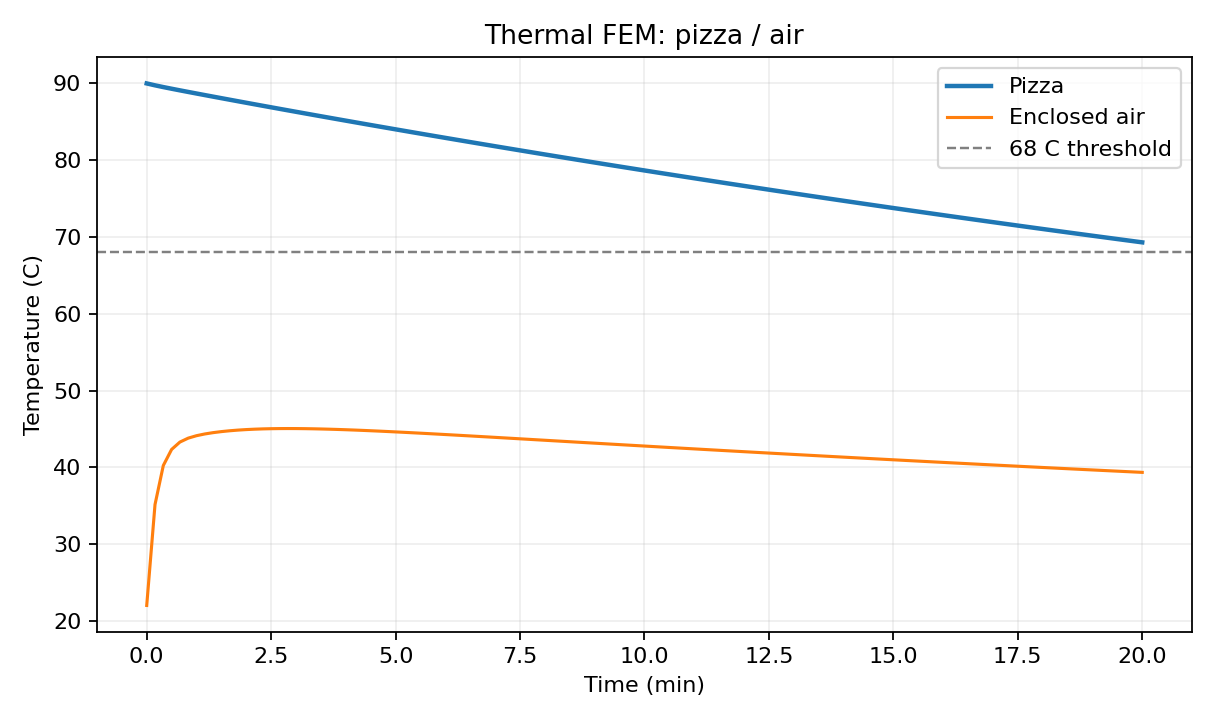 Thermal FEM: pizza / air
Pizza
Enclosed air
68 C threshold
90
80
70
60
50
40
30
20
Temperature (C)
0.0 2.5 5.0 7.5 10.0 12.5 15.0 17.5 20.0
Time (min)